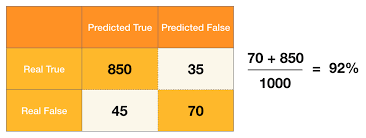 Predicted True Predicted False
Real True 850 35
Real False 45 70
70 + 850
1000
= 92%